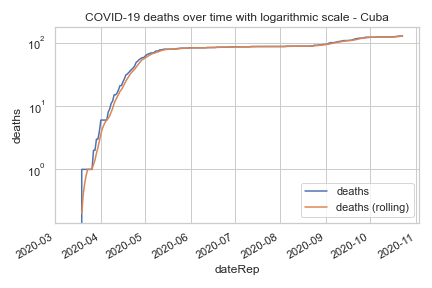 COVID-19 deaths over time with logarithmic scale - Cuba
10²
10¹
10⁰
deaths
deaths
deaths (rolling)
2020-03
2020-04
2020-05
2020-06
2020-07
2020-08
2020-09
2020-10
2020-11
dateRep